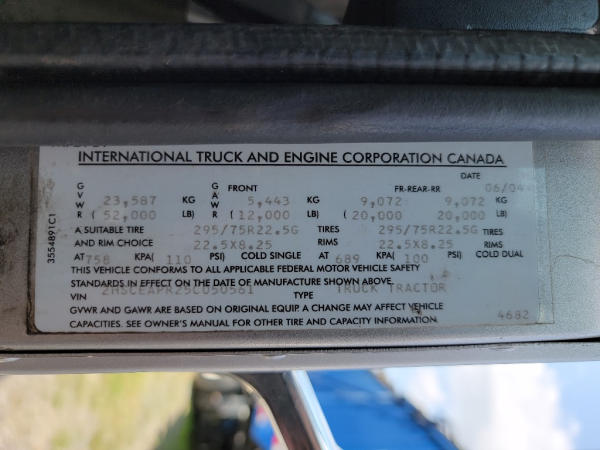 INTERNATIONAL TRUCK AND ENGINE CORPORATION CANADA
DATE
GVWR GAWR FRONT FR-REAR-RR 06/04
23,587 KG 5,443 KG 9,072 KG 9,072 KG
( 52,000 LB) ( 12,000 LB) ( 20,000 LB) 20,000 LB)
A SUITABLE TIRE 295/75R22.5G TIRES 295/75R22.5G TIRES
AND RIM CHOICE 22.5X8.25 RIMS 22.5X8.25 RIMS
AT 758 KPA( 110 PSI) COLD SINGLE AT 689 KPA( 100 PSI) COLD DUAL
THIS VEHICLE CONFORMS TO ALL APPLICABLE FEDERAL MOTOR VEHICLE SAFETY
STANDARDS IN EFFECT ON THE DATE OF MANUFACTURE SHOWN ABOVE.
VIN 2HSCEAPR25C050561 TYPE TRUCK TRACTOR
GVWR AND GAWR ARE BASED ON ORIGINAL EQUIP. A CHANGE MAY AFFECT VEHICLE
CAPACITIES. SEE OWNER'S MANUAL FOR OTHER TIRE AND CAPACITY INFORMATION.
4682
3554891C1